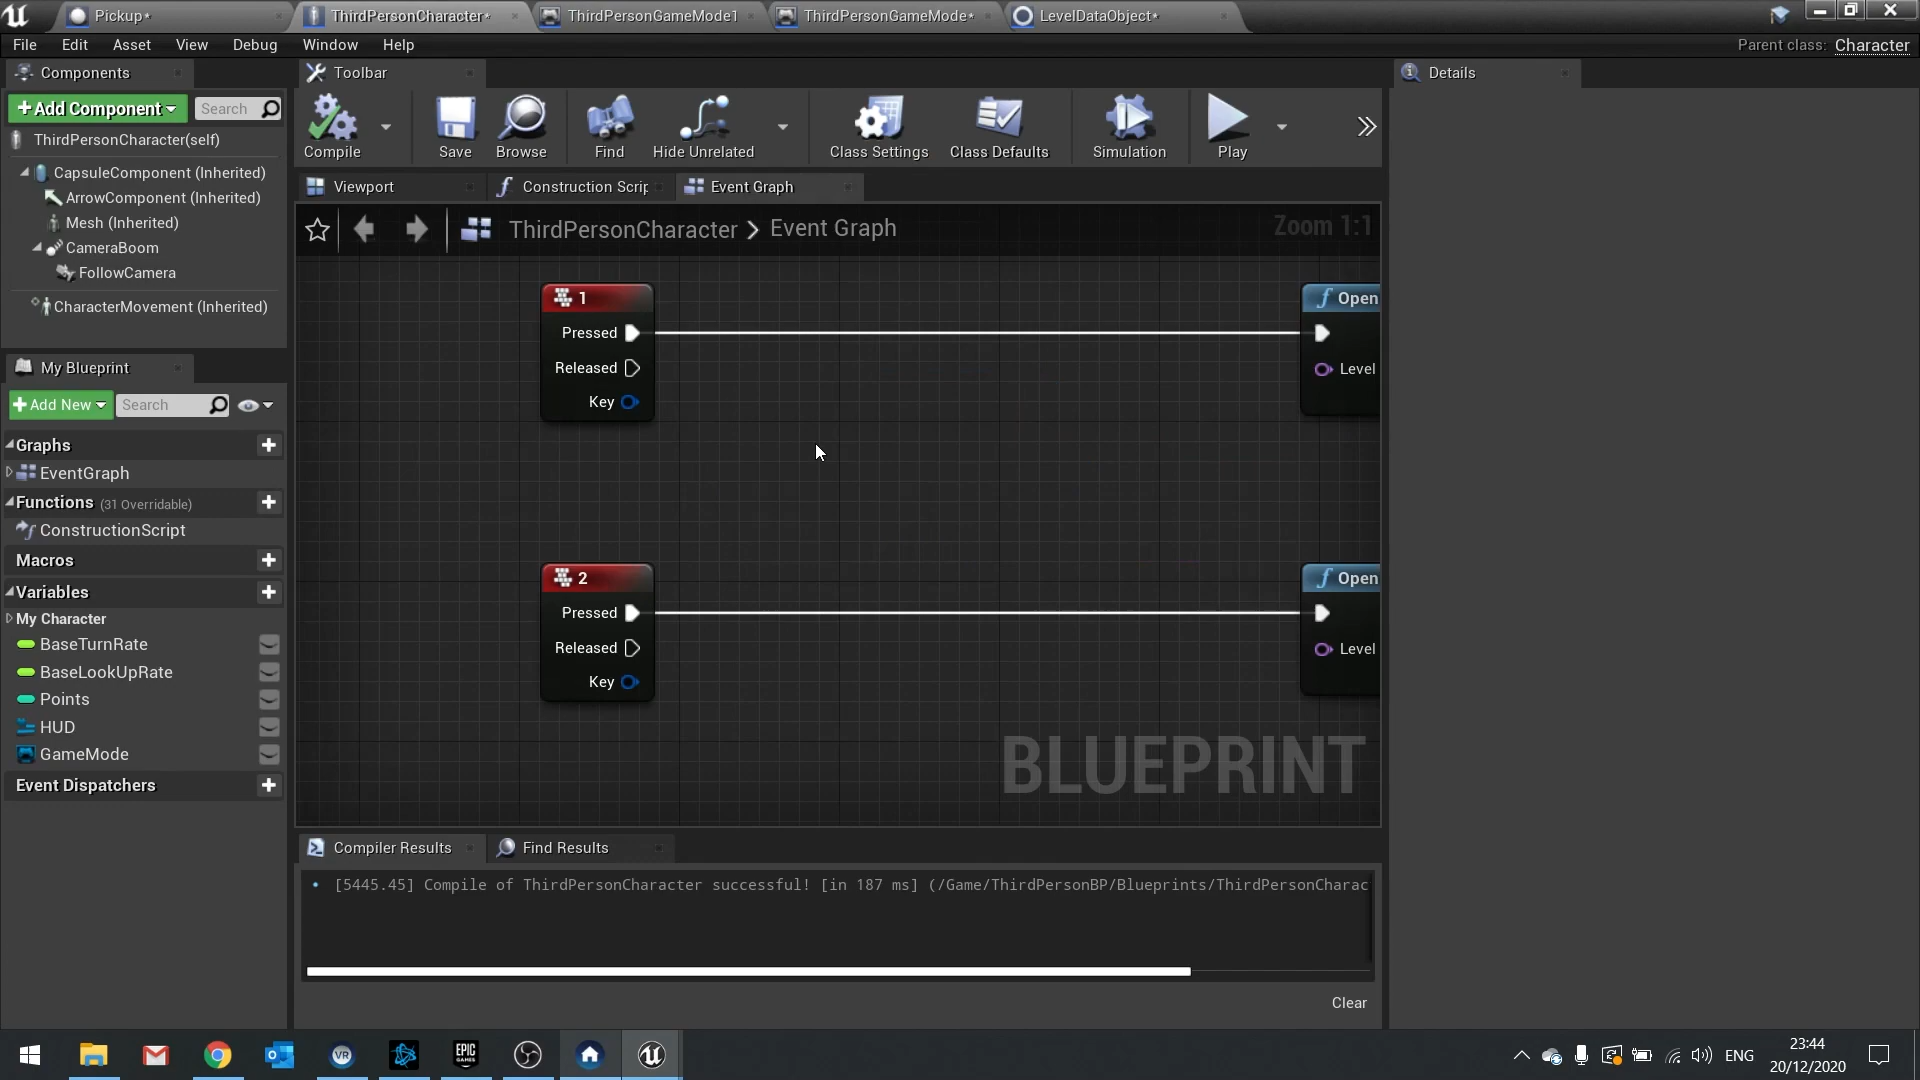 Pickup*
ThirdPersonCharacter*
ThirdPersonGameMode1
ThirdPersonGameMode*
LevelDataObject*
File Edit Asset View Debug Window Help
Parent class: Character
Components
Toolbar
Details
+Add Component
Search
Compile
Save
Browse
Find
Hide Unrelated
Class Settings
Class Defaults
Simulation
Play
ThirdPersonCharacter(self)
CapsuleComponent (Inherited)
ArrowComponent (Inherited)
Mesh (Inherited)
CameraBoom
FollowCamera
CharacterMovement (Inherited)
Viewport
Construction Scrip
Event Graph
ThirdPersonCharacter > Event Graph
Zoom 1:1
My Blueprint
+Add New
Search
Graphs
EventGraph
Functions (31 Overridable)
ConstructionScript
Macros
Variables
My Character
BaseTurnRate
BaseLookUpRate
Points
HUD
GameMode
Event Dispatchers
1
Pressed
Released
Key
Open
Level
2
Pressed
Released
Key
Open
Level
BLUEPRINT
Compiler Results
Find Results
[5445.45] Compile of ThirdPersonCharacter successful! [in 187 ms] (/Game/ThirdPersonBP/Blueprints/ThirdPersonCharac
Clear
VR
EPIC GAMES
ENG
23:44
20/12/2020